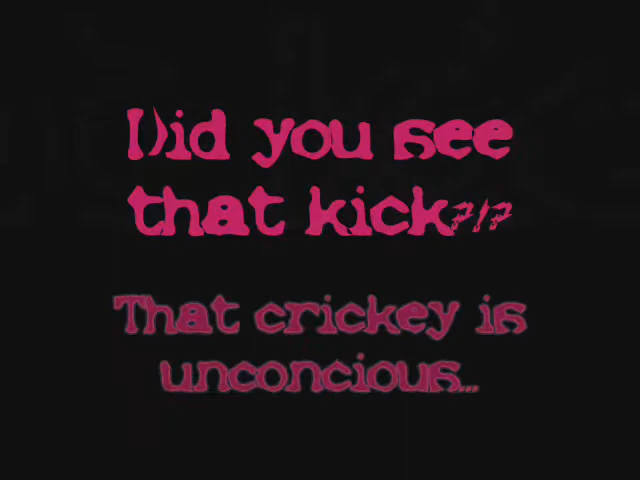 Did you see
that kick?!?
That crickey is
unconcious...